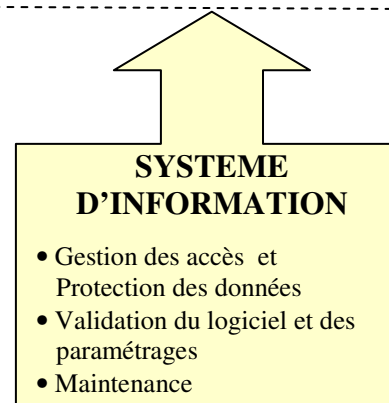 SYSTEME
D'INFORMATION
• Gestion des accès et
Protection des données
• Validation du logiciel et des
paramétrages
• Maintenance